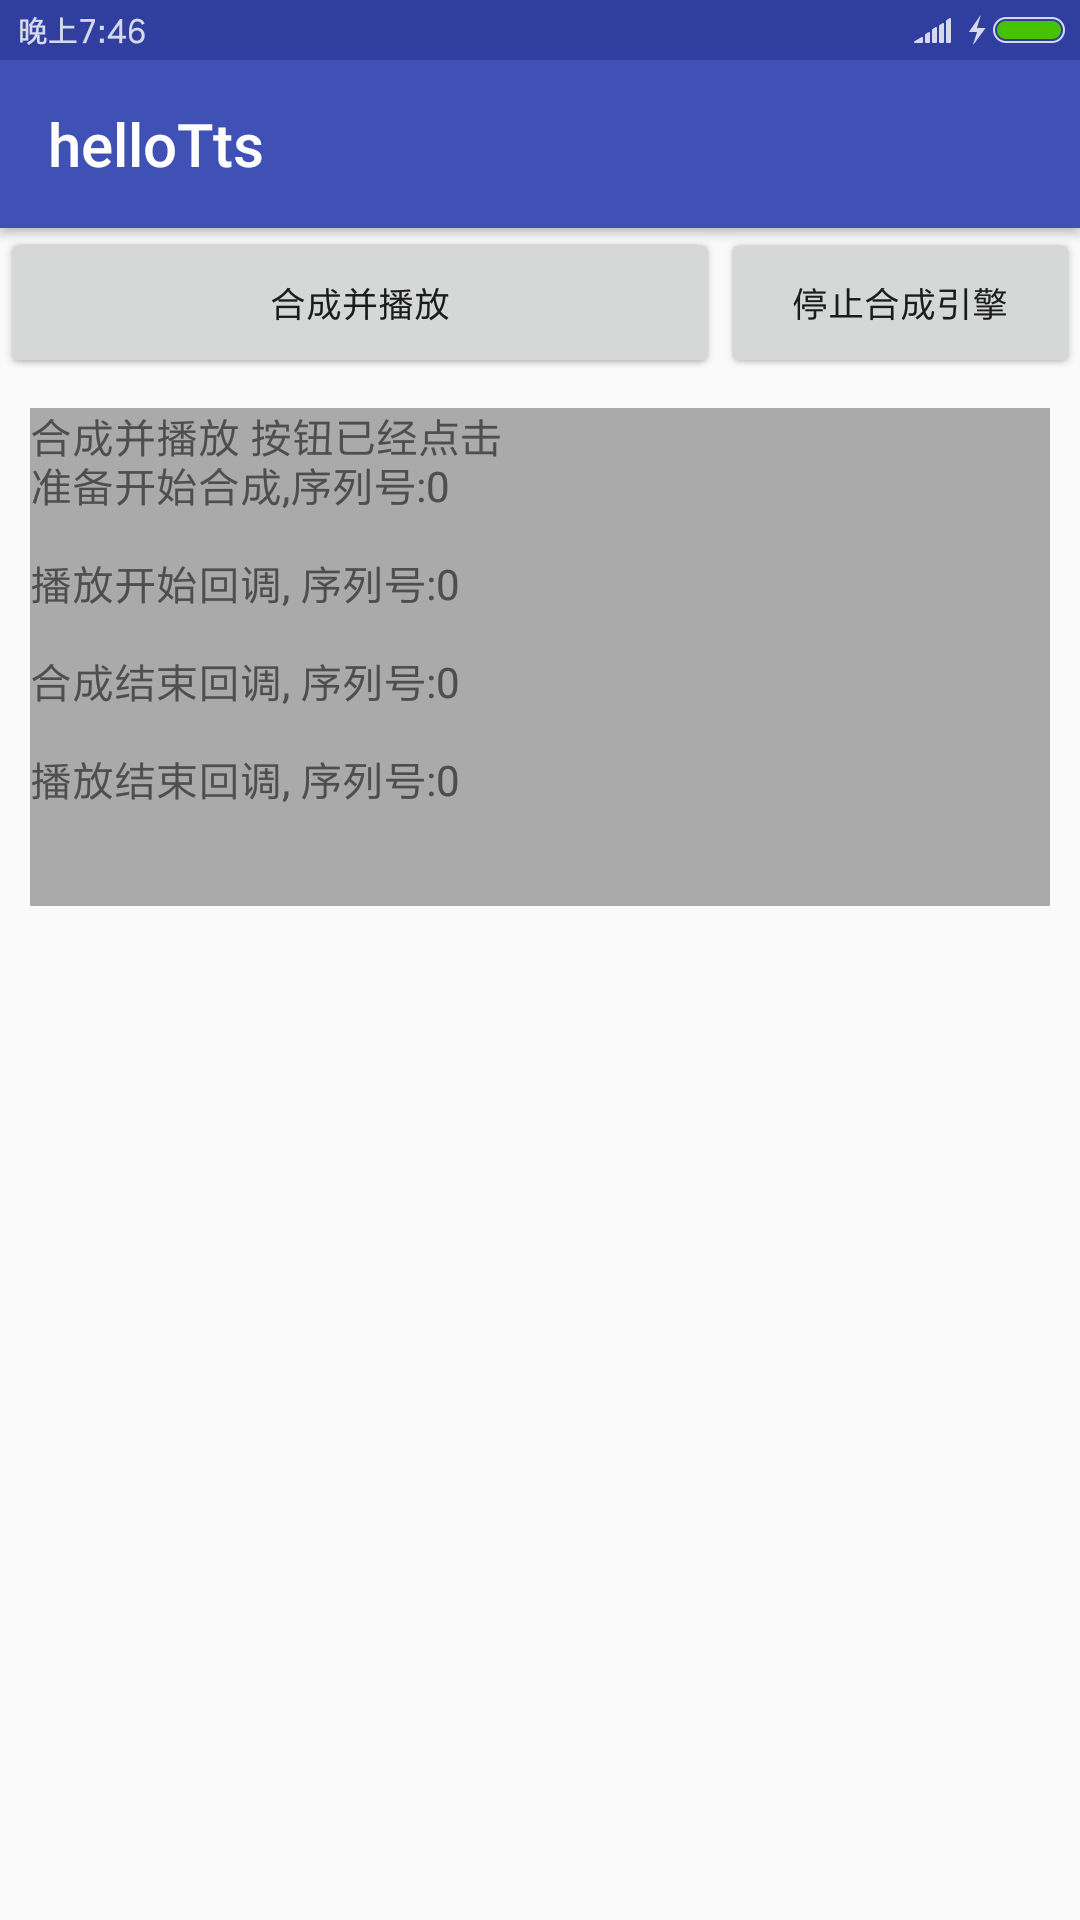 晚上7:46
helloTts
合成并播放 停止合成引擎
合成并播放 按钮已经点击
准备开始合成,序列号:0
播放开始回调, 序列号:0
合成结束回调, 序列号:0
播放结束回调, 序列号:0